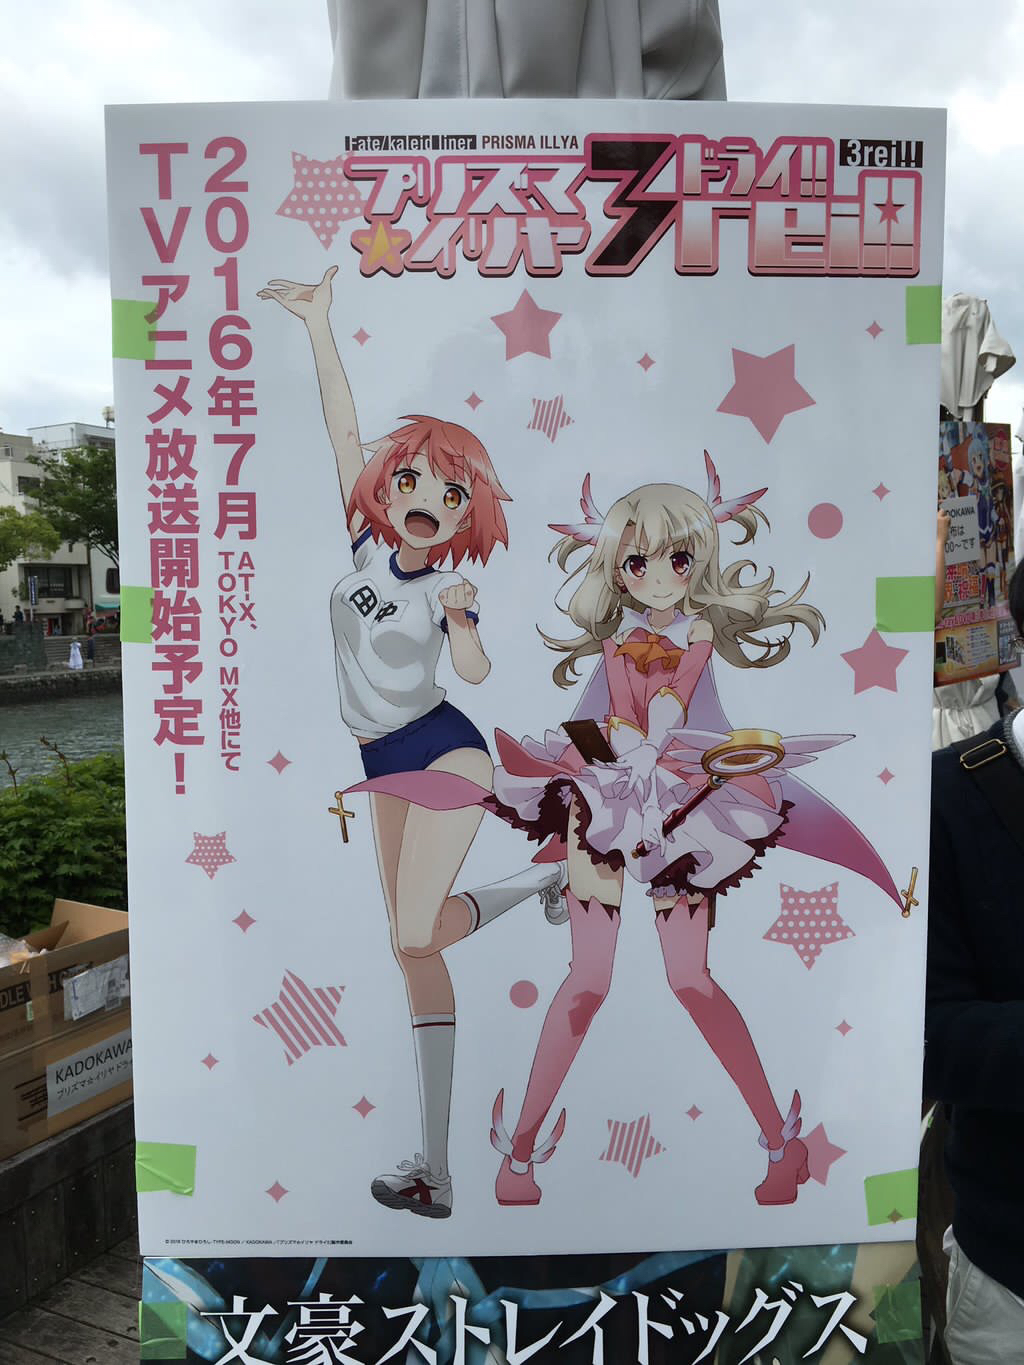 Fate/kaleid liner PRISMA ILLYA
3rei!!
プリズマ☆イリヤ
ドライ!!
3rei!!
2016年7月 AT-X、TOKYO MX他にて
TVアニメ放送開始予定！
田中
KADOKAWA
プリズマ☆イリヤ ドライ
文豪ストレイドッグス